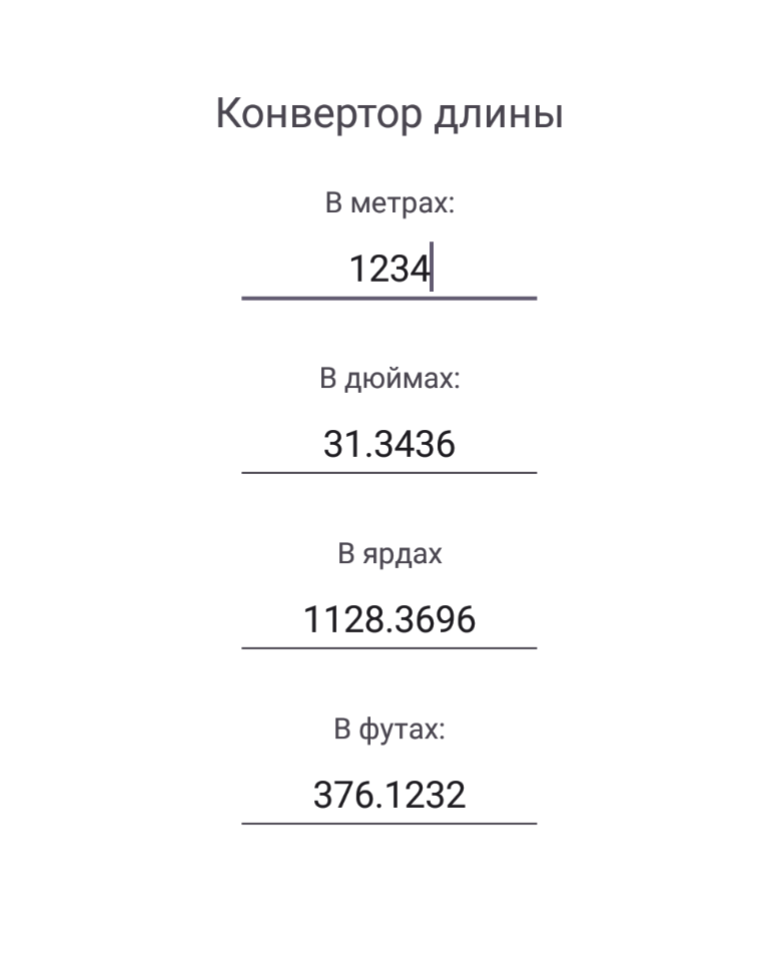 Конвертор длины
В метрах:
1234
В дюймах:
31.3436
В ярдах
1128.3696
В футах:
376.1232